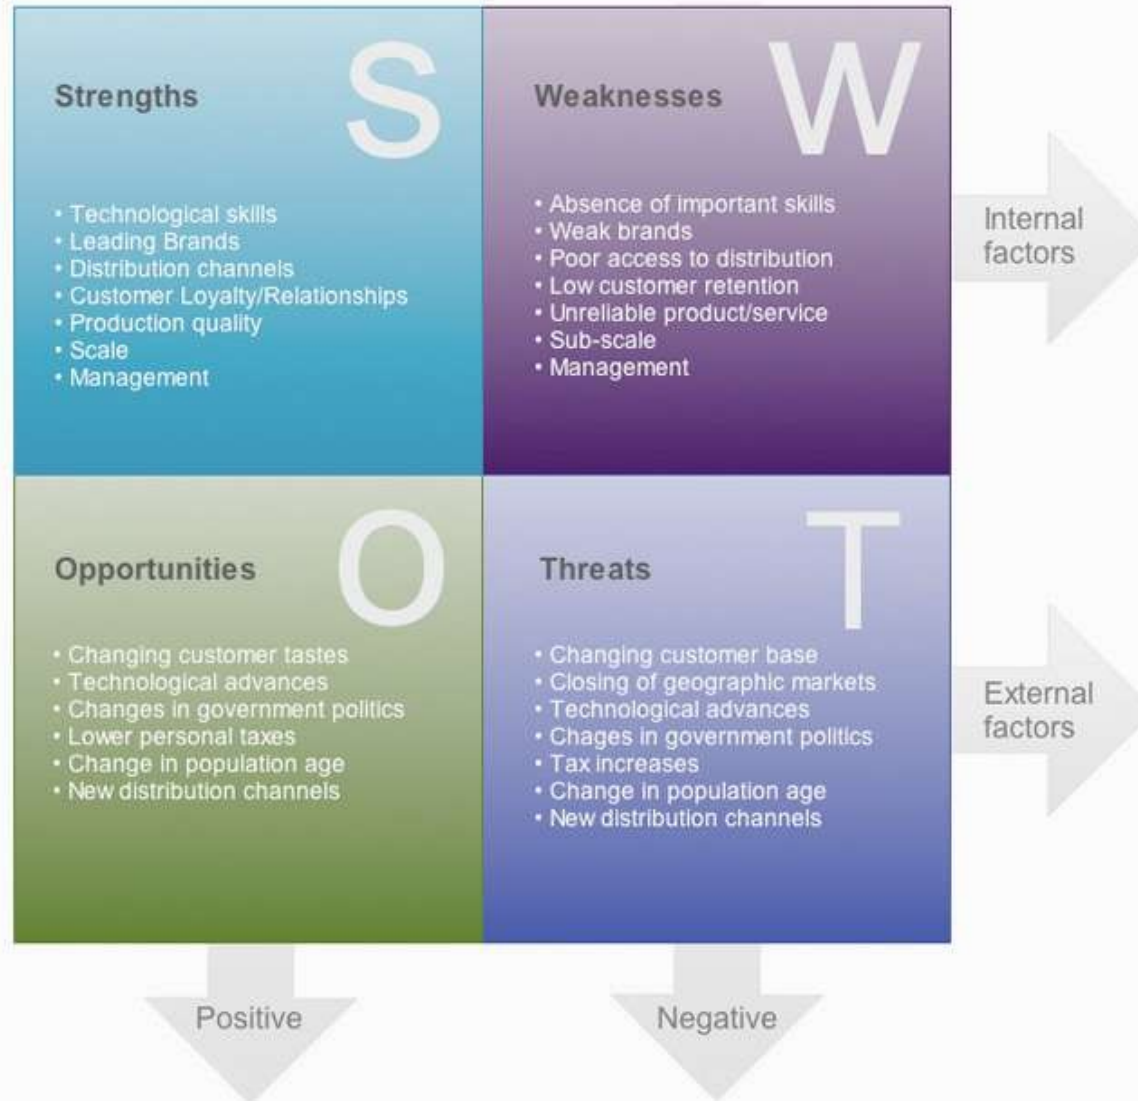 S
Strengths
• Technological skills
• Leading Brands
• Distribution channels
• Customer Loyalty/Relationships
• Production quality
• Scale
• Management
W
Weaknesses
• Absence of important skills
• Weak brands
• Poor access to distribution
• Low customer retention
• Unreliable product/service
• Sub-scale
• Management
Internal
factors
O
Opportunities
• Changing customer tastes
• Technological advances
• Changes in government politics
• Lower personal taxes
• Change in population age
• New distribution channels
T
Threats
• Changing customer base
• Closing of geographic markets
• Technological advances
• Chages in government politics
• Tax increases
• Change in population age
• New distribution channels
External
factors
Positive
Negative